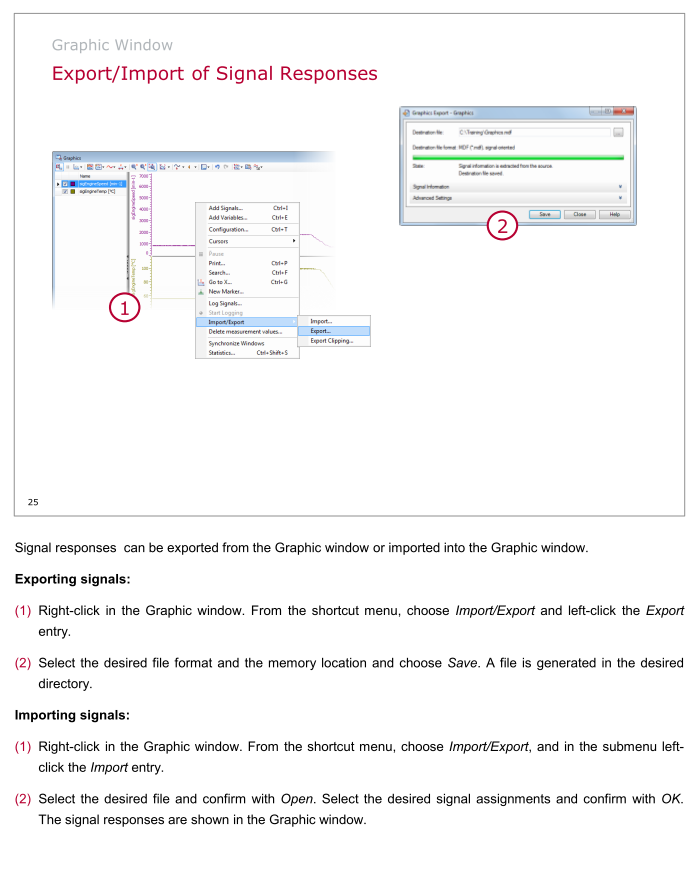 Graphic Window
Export/Import of Signal Responses
Graphics
Name
sigEngineSpeed [min-1]
sigEngineTemp [°C]
sigEngineSpeed [min-1]
7000
6000
5000
4000
3000
2000
1000
0
100
Add Signals... Ctrl+I
Add Variables... Ctrl+E
Configuration... Ctrl+T
Cursors
Pause
Print... Ctrl+P
Search... Ctrl+F
Go to X... Ctrl+G
New Marker...
Log Signals...
Start Logging
Import/Export
Delete measurement values...
Synchronize Windows
Statistics... Ctrl+Shift+S
Import...
Export...
Export Clipping...
1
Graphics Export - Graphics
Destination file: C:\Training\Graphics.mdf
Destination file format: MDF (*.mdf), signal oriented
State: Signal information is extracted from the source.
Destination file saved.
Signal Information
Advanced Settings
Save Close Help
2
25
Signal responses can be exported from the Graphic window or imported into the Graphic window.
Exporting signals:
(1) Right-click in the Graphic window. From the shortcut menu, choose Import/Export and left-click the Export
entry.
(2) Select the desired file format and the memory location and choose Save. A file is generated in the desired
directory.
Importing signals:
(1) Right-click in the Graphic window. From the shortcut menu, choose Import/Export, and in the submenu left-
click the Import entry.
(2) Select the desired file and confirm with Open. Select the desired signal assignments and confirm with OK.
The signal responses are shown in the Graphic window.